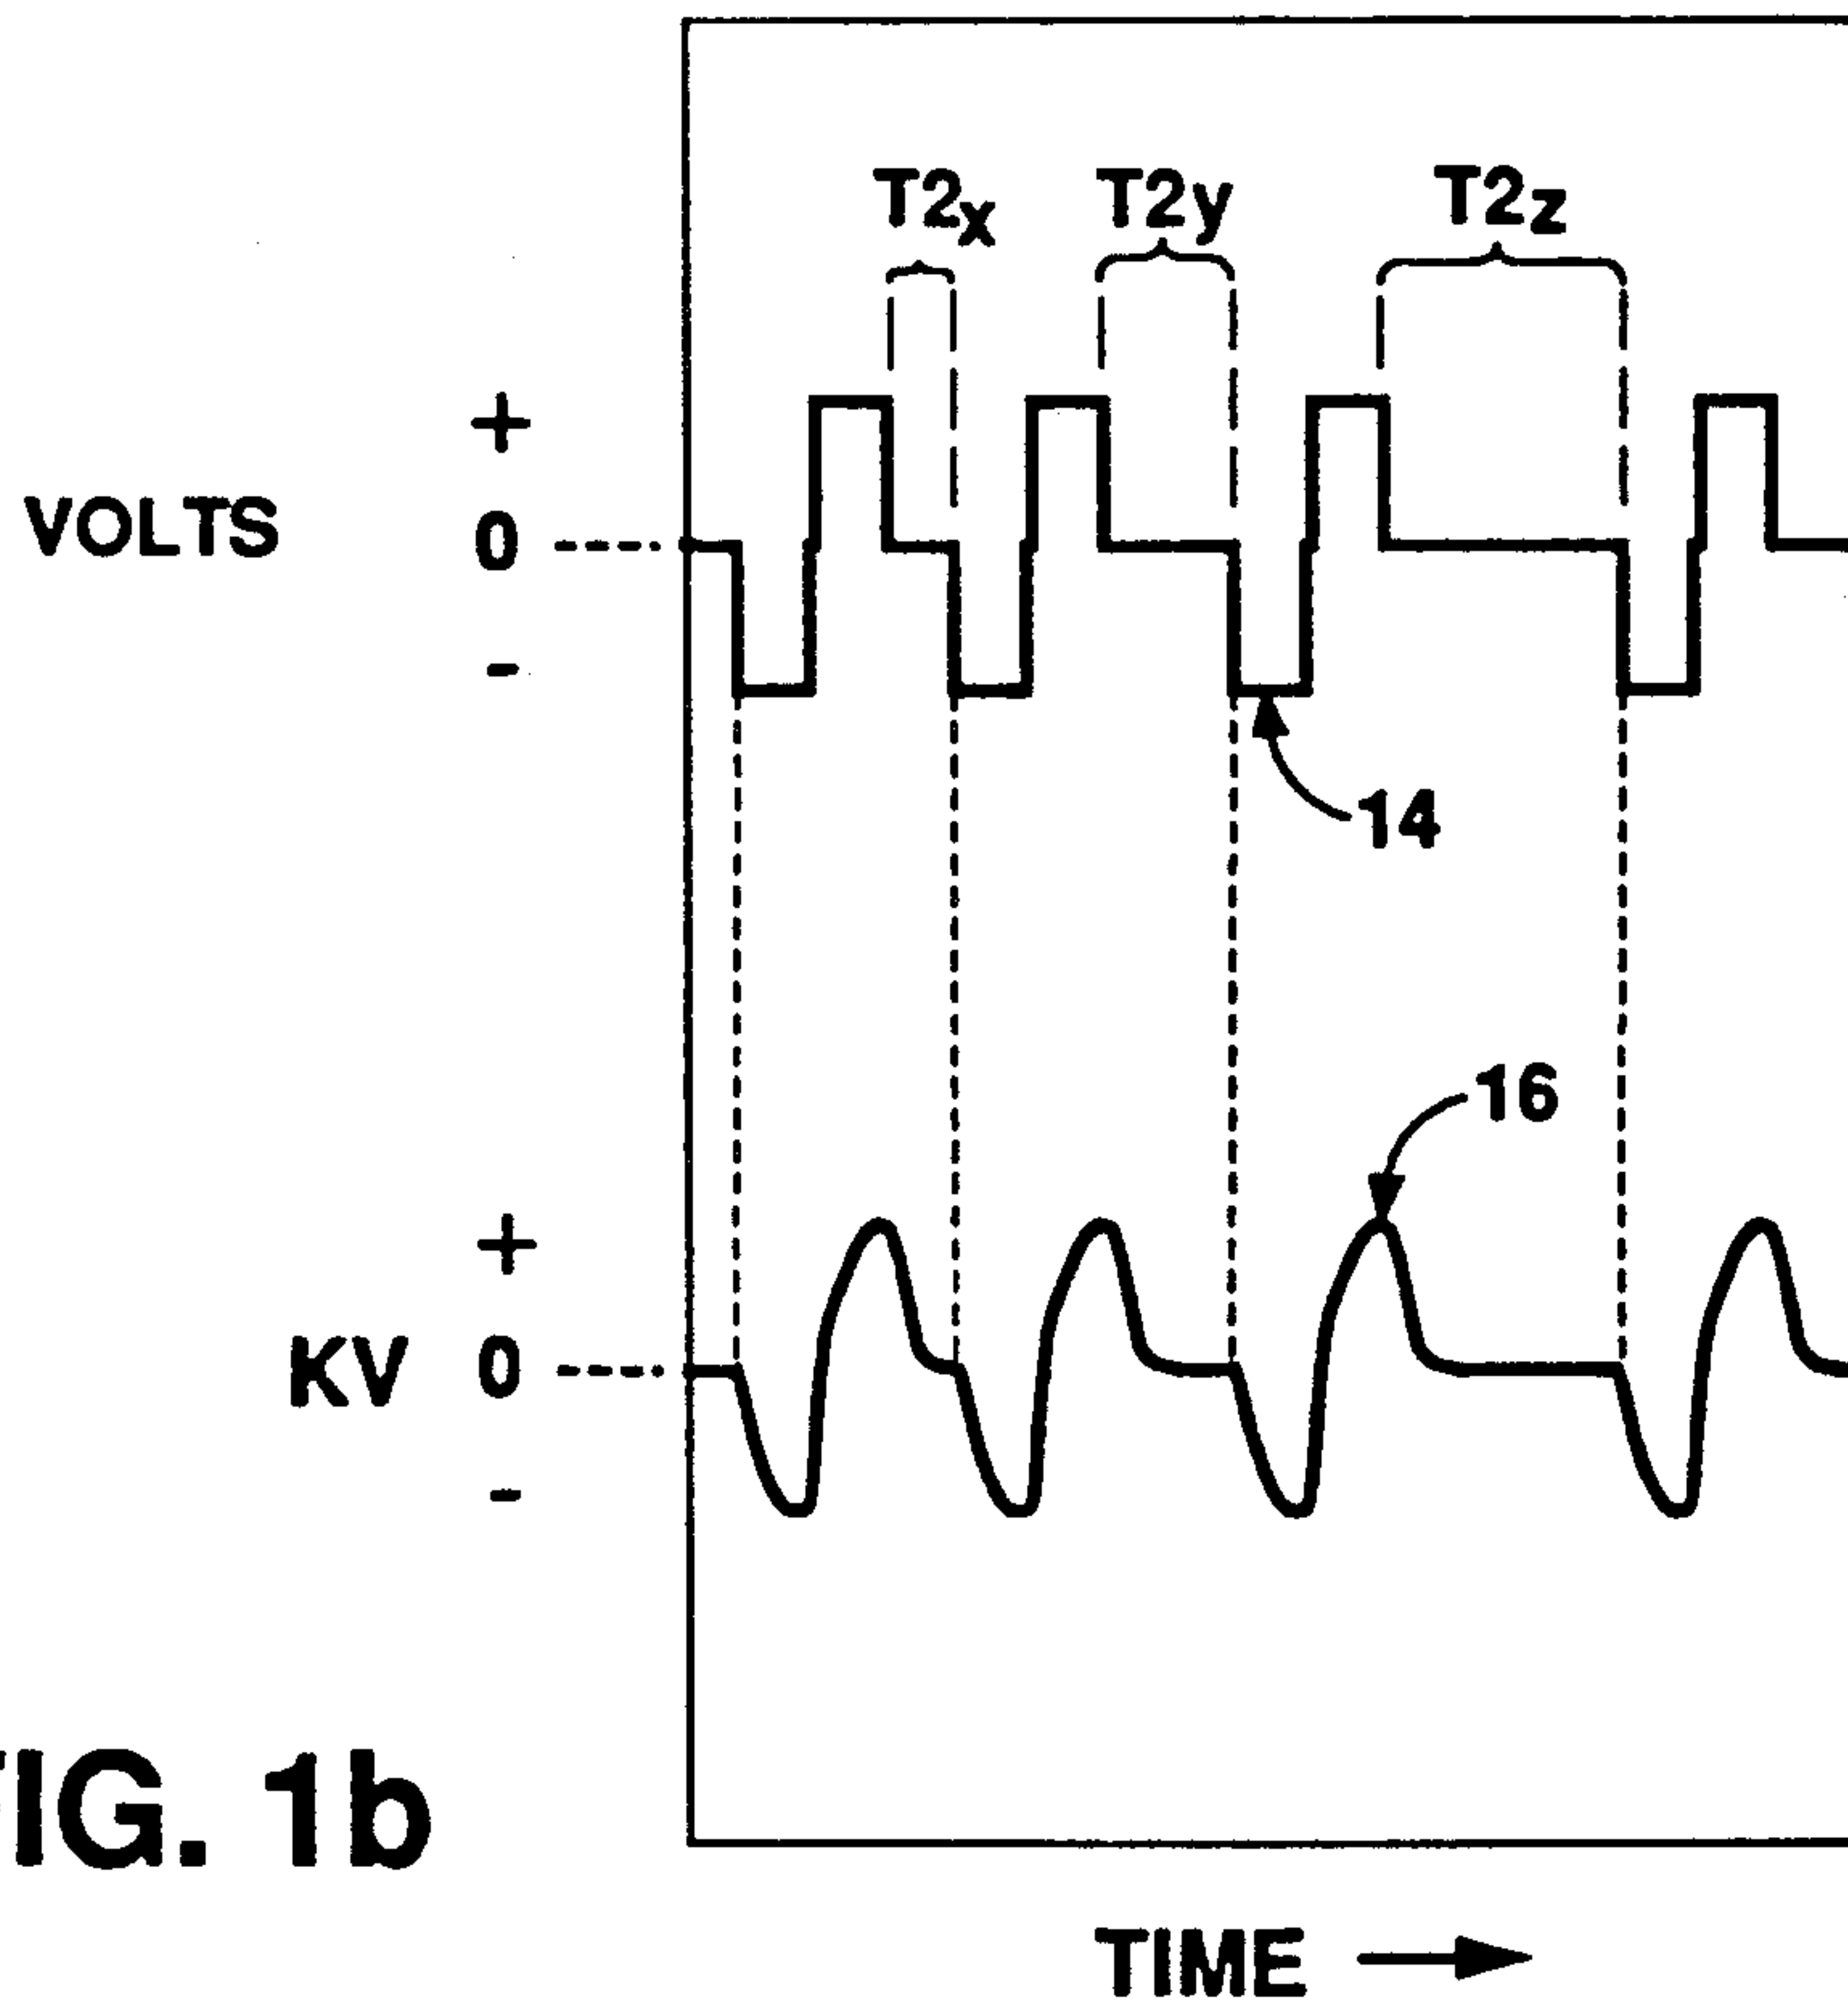 T2x T2y T2z
+
VOLTS 0
-
14
16
+
KV 0
-
FIG. 1b
TIME